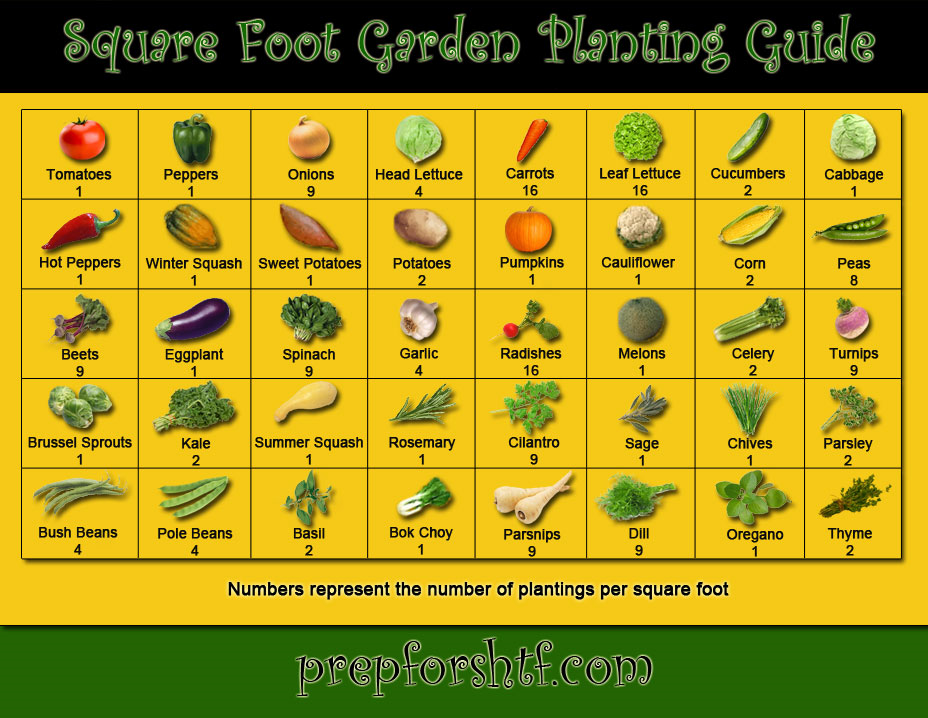 Square Foot Garden Planting Guide
Tomatoes
1
Peppers
1
Onions
9
Head Lettuce
4
Carrots
16
Leaf Lettuce
16
Cucumbers
2
Cabbage
1
Hot Peppers
1
Winter Squash
1
Sweet Potatoes
1
Potatoes
2
Pumpkins
1
Cauliflower
1
Corn
2
Peas
8
Beets
9
Eggplant
1
Spinach
9
Garlic
4
Radishes
16
Melons
1
Celery
2
Turnips
9
Brussel Sprouts
1
Kale
2
Summer Squash
1
Rosemary
1
Cilantro
9
Sage
1
Chives
1
Parsley
2
Bush Beans
4
Pole Beans
4
Basil
2
Bok Choy
1
Parsnips
9
Dill
9
Oregano
1
Thyme
2
Numbers represent the number of plantings per square foot
prepforshtf.com